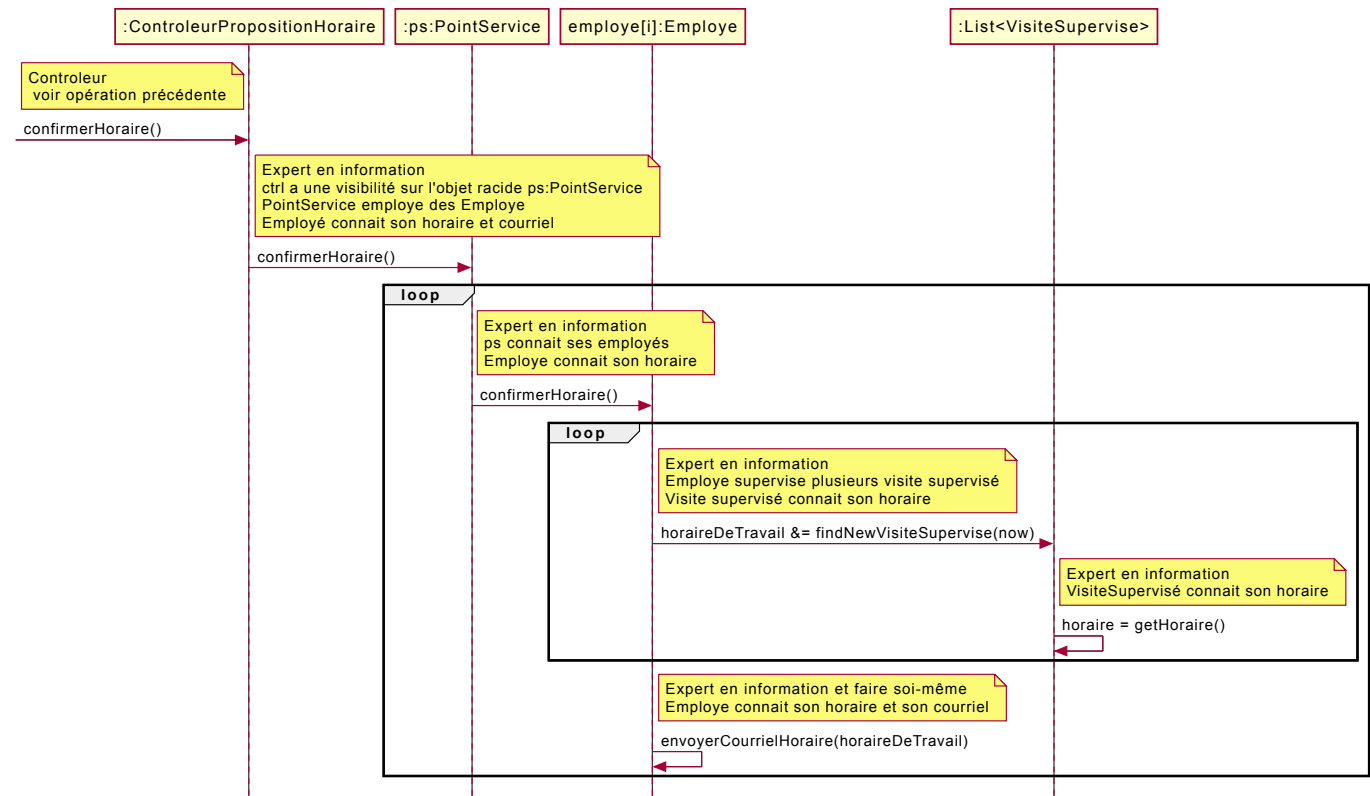 :ControleurPropositionHoraire
:ps:PointService
employe[i]:Employe
:List<VisiteSupervise>
Controleur
voir opération précédente
confirmerHoraire()
Expert en information
ctrl a une visibilité sur l'objet racide ps:PointService
PointService employe des Employe
Employé connait son horaire et courriel
confirmerHoraire()
loop
Expert en information
ps connait ses employés
Employe connait son horaire
confirmerHoraire()
loop
Expert en information
Employe supervise plusieurs visite supervisé
Visite supervisé connait son horaire
horaireDeTravail &= findNewVisiteSupervise(now)
Expert en information
VisiteSupervisé connait son horaire
horaire = getHoraire()
Expert en information et faire soi-même
Employe connait son horaire et son courriel
envoyerCourrielHoraire(horaireDeTravail)